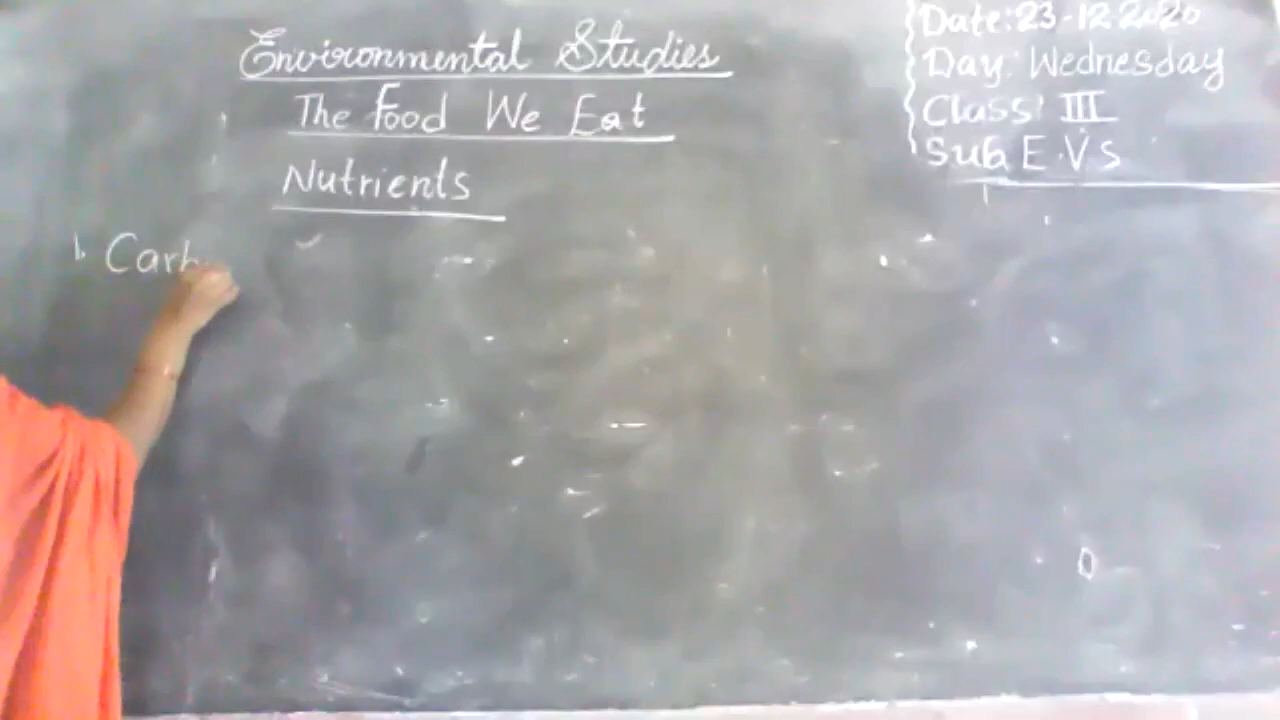 Environmental Studies
The Food We Eat
Nutrients
1. Carb
Date: 23-12-2020
Day: Wednesday
Class: III
Sub. E.V s